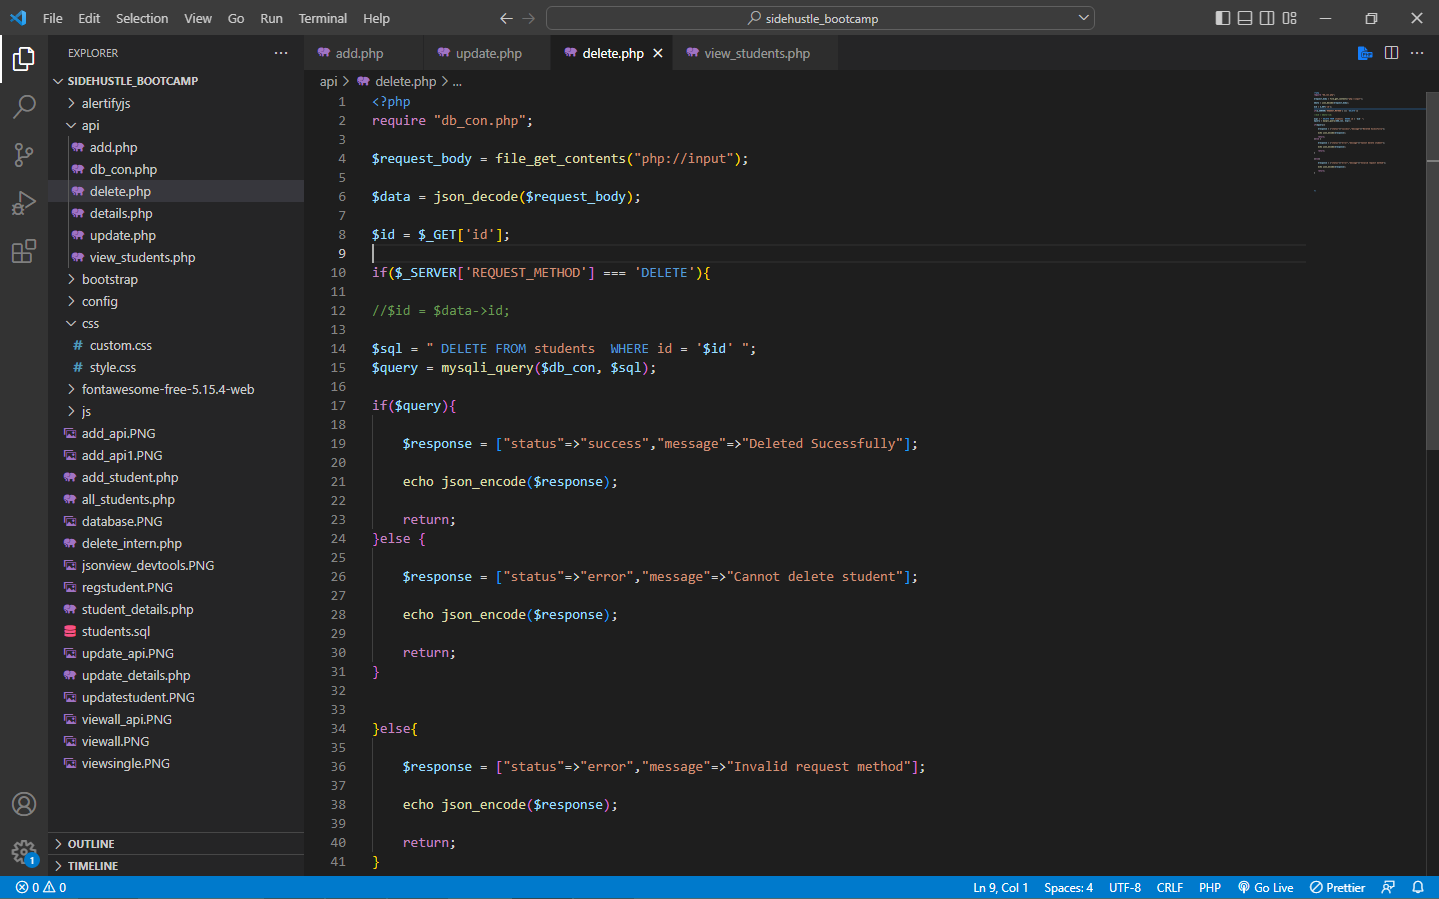 File Edit Selection View Go Run Terminal Help
sidehustle_bootcamp
EXPLORER
SIDEHUSTLE_BOOTCAMP
alertifyjs
api
add.php
db_con.php
delete.php
details.php
update.php
view_students.php
bootstrap
config
css
# custom.css
# style.css
fontawesome-free-5.15.4-web
js
add_api.PNG
add_api1.PNG
add_student.php
all_students.php
database.PNG
delete_intern.php
jsonview_devtools.PNG
regstudent.PNG
student_details.php
students.sql
update_api.PNG
update_details.php
updatestudent.PNG
viewall_api.PNG
viewall.PNG
viewsingle.PNG
OUTLINE
TIMELINE
1
add.php update.php delete.php view_students.php
api > delete.php > ...
1 <?php
2 require "db_con.php";
3
4 $request_body = file_get_contents("php://input");
5
6 $data = json_decode($request_body);
7
8 $id = $_GET['id'];
9
10 if($_SERVER['REQUEST_METHOD'] === 'DELETE'){
11
12 //$id = $data->id;
13
14 $sql = " DELETE FROM students  WHERE id = '$id' ";
15 $query = mysqli_query($db_con, $sql);
16
17 if($query){
18
19 $response = ["status"=>"success","message"=>"Deleted Sucessfully"];
20
21 echo json_encode($response);
22
23 return;
24 }else {
25
26 $response = ["status"=>"error","message"=>"Cannot delete student"];
27
28 echo json_encode($response);
29
30 return;
31 }
32
33
34 }else{
35
36 $response = ["status"=>"error","message"=>"Invalid request method"];
37
38 echo json_encode($response);
39
40 return;
41 }
0 0 Ln 9, Col 1 Spaces: 4 UTF-8 CRLF PHP Go Live Prettier